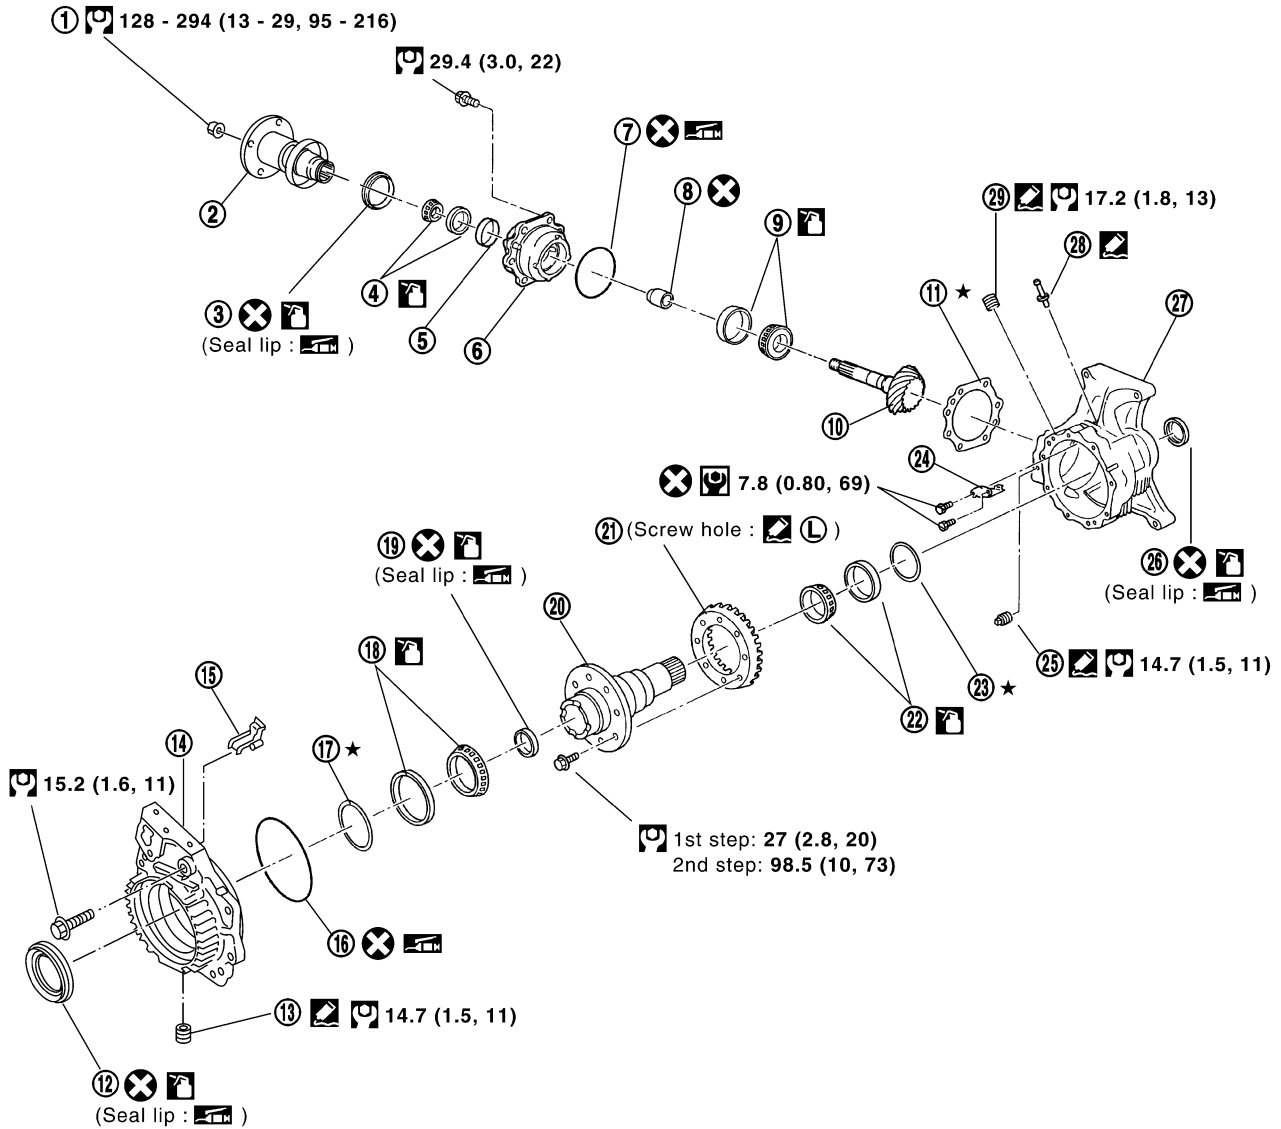 1 128 - 294 (13 - 29, 95 - 216)
29.4 (3.0, 22)
7
8
2
9
29 17.2 (1.8, 13)
28
11 ★
27
3
(Seal lip : )
4
5
6
10
24
7.8 (0.80, 69)
21 (Screw hole : L )
19
(Seal lip : )
26
(Seal lip : )
20
18
15
25 14.7 (1.5, 11)
23 ★
22
14
17 ★
15.2 (1.6, 11)
1st step: 27 (2.8, 20)
2nd step: 98.5 (10, 73)
16
13 14.7 (1.5, 11)
12
(Seal lip : )